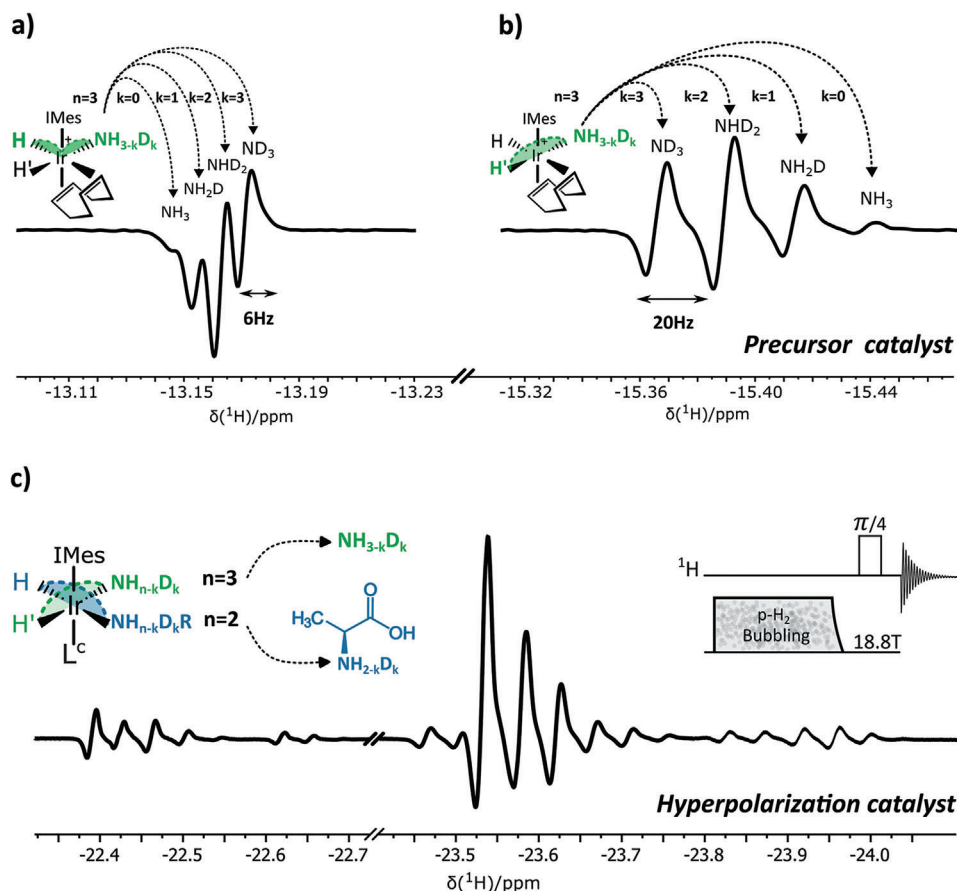 a)
n=3 k=0 k=1 k=2 k=3
IMes
H
NH3-kDk
Ir
+
H'
ND3
NHD2
NH2D
NH3
6Hz
-13.11 -13.15 -13.19 -13.23
δ(¹H)/ppm
b)
n=3 k=3 k=2 k=1 k=0
IMes
H
NH3-kDk
Ir
+
H'
ND3
NHD2
NH2D
NH3
20Hz
Precursor catalyst
-15.32 -15.36 -15.40 -15.44
δ(¹H)/ppm
c)
IMes
H
NHn-kDk
Ir
H'
NHn-kDkR
Lᶜ
n=3
n=2
NH3-kDk
O
H3C
OH
NH2-kDk
π/4
¹H
p-H2
Bubbling
18.8T
Hyperpolarization catalyst
-22.4 -22.5 -22.6 -22.7 -23.5 -23.6 -23.7 -23.8 -23.9 -24.0
δ(¹H)/ppm